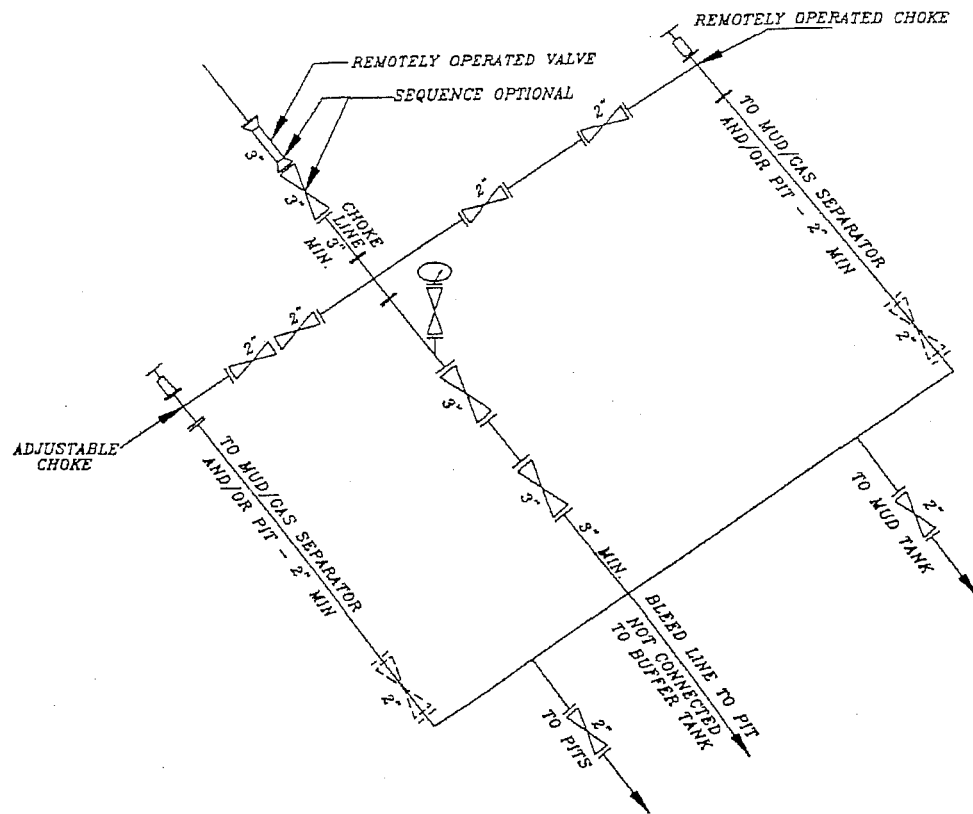 REMOTELY OPERATED CHOKE
REMOTELY OPERATED VALVE
SEQUENCE OPTIONAL
3"
3"
CHOKE
LINE
3"
MIN.
2"
2"
TO MUD/GAS SEPARATOR
AND/OR PIT - 2" MIN
2"
2"
2"
ADJUSTABLE
CHOKE
TO MUD/GAS SEPARATOR
AND/OR PIT - 2" MIN
2"
3"
3"
3" MIN.
BLEED LINE TO PIT
NOT CONNECTED
TO BUFFER TANK
2"
TO MUD TANK
2"
TO PITS